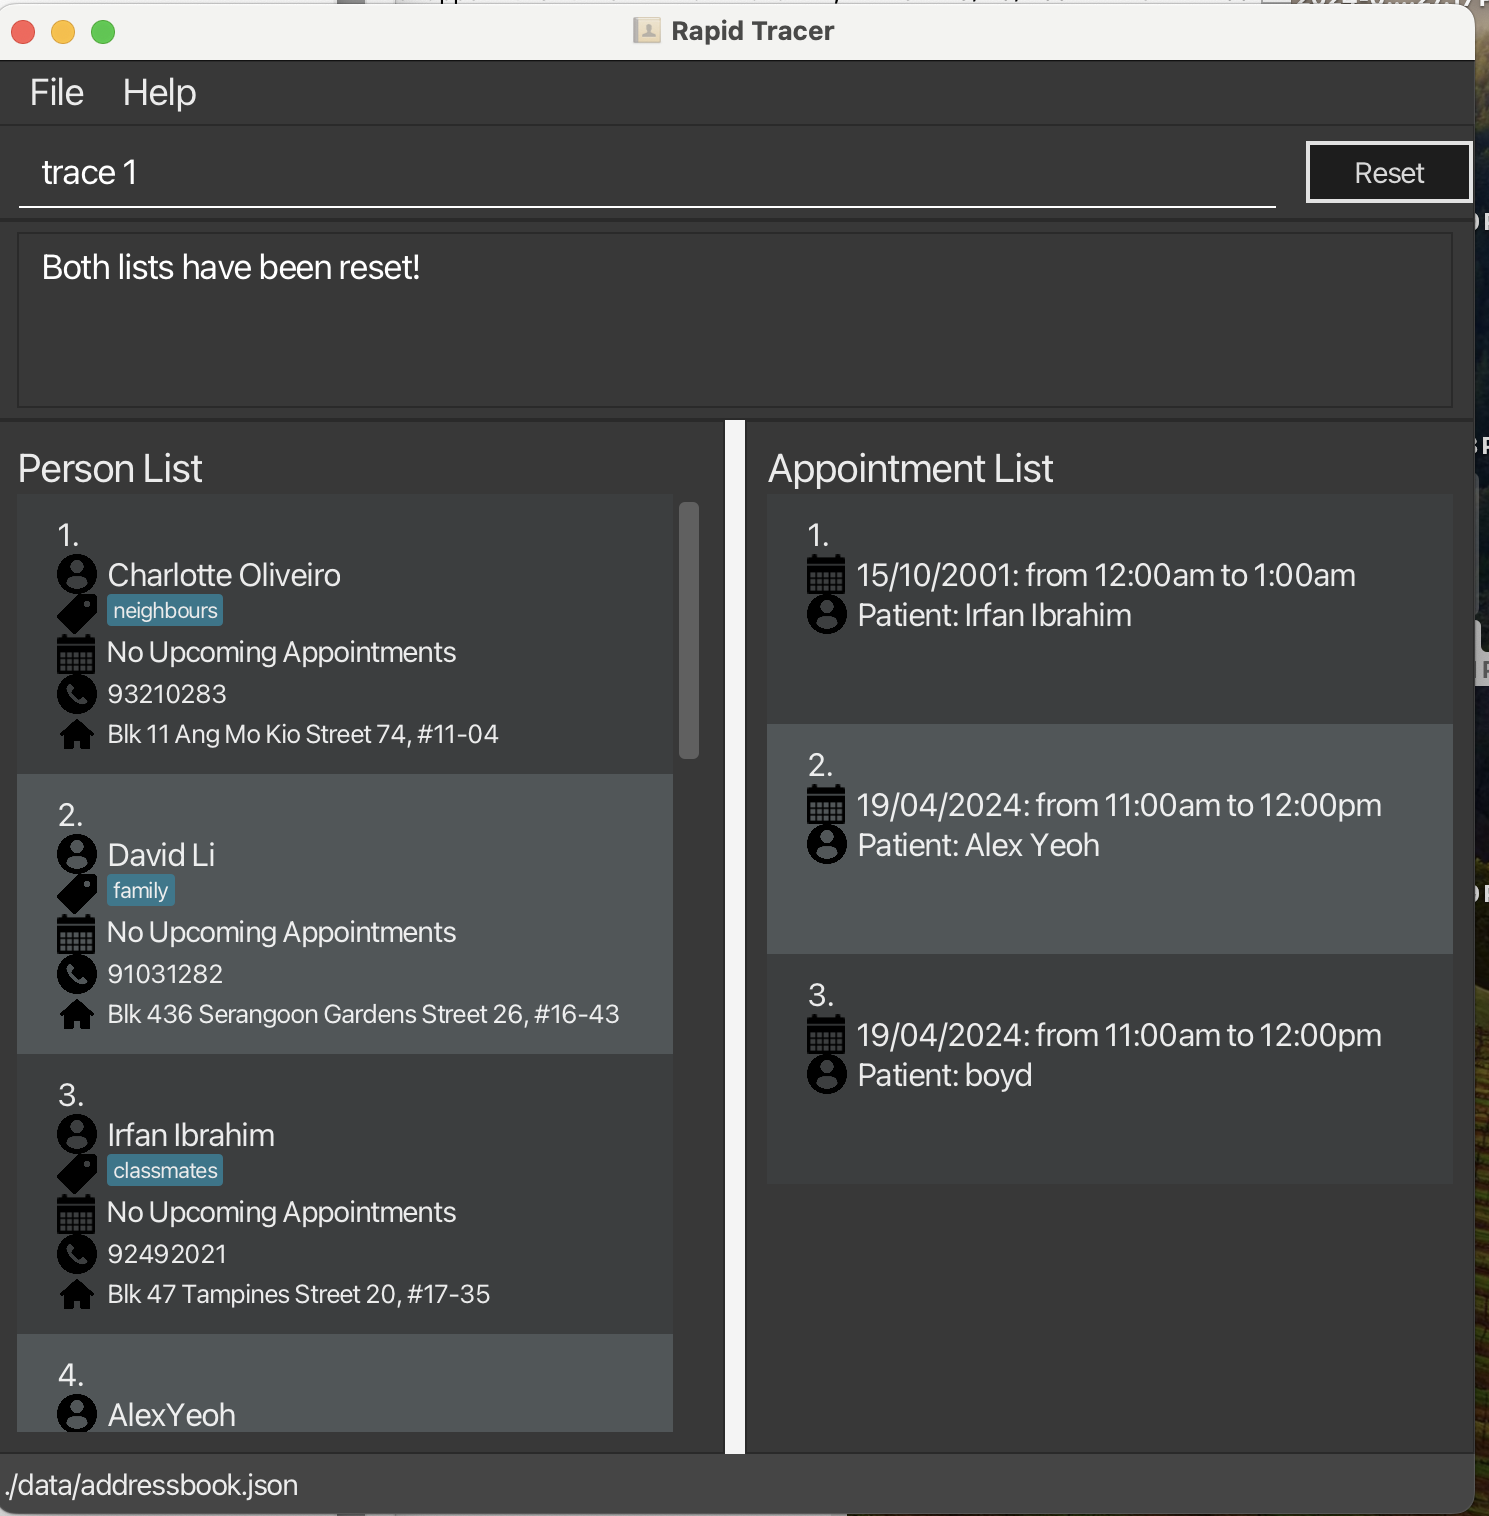 Rapid Tracer
File Help
trace 1
Reset
Both lists have been reset!
Person List
1.
Charlotte Oliveiro
neighbours
No Upcoming Appointments
93210283
Blk 11 Ang Mo Kio Street 74, #11-04
2.
David Li
family
No Upcoming Appointments
91031282
Blk 436 Serangoon Gardens Street 26, #16-43
3.
Irfan Ibrahim
classmates
No Upcoming Appointments
92492021
Blk 47 Tampines Street 20, #17-35
4.
AlexYeoh
Appointment List
1.
15/10/2001: from 12:00am to 1:00am
Patient: Irfan Ibrahim
2.
19/04/2024: from 11:00am to 12:00pm
Patient: Alex Yeoh
3.
19/04/2024: from 11:00am to 12:00pm
Patient: boyd
./data/addressbook.json